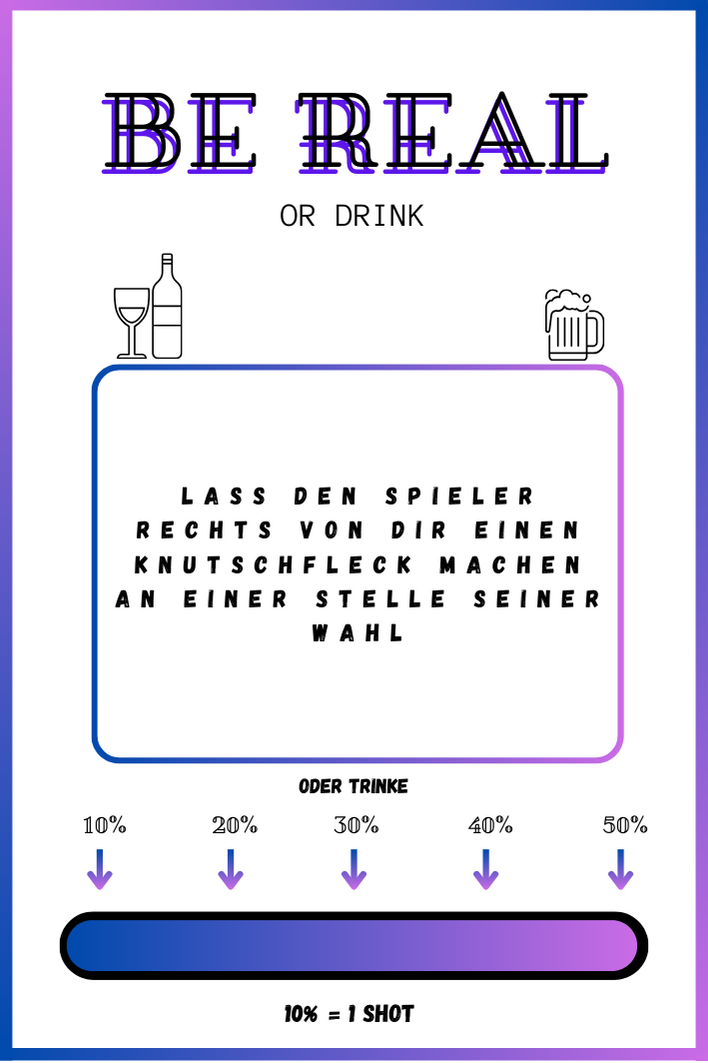 BE REAL
OR DRINK
LASS DEN SPIELER
RECHTS VON DIR EINEN
KNUTSCHFLECK MACHEN
AN EINER STELLE SEINER
WAHL
ODER TRINKE
10% 20% 30% 40% 50%
10% = 1 SHOT